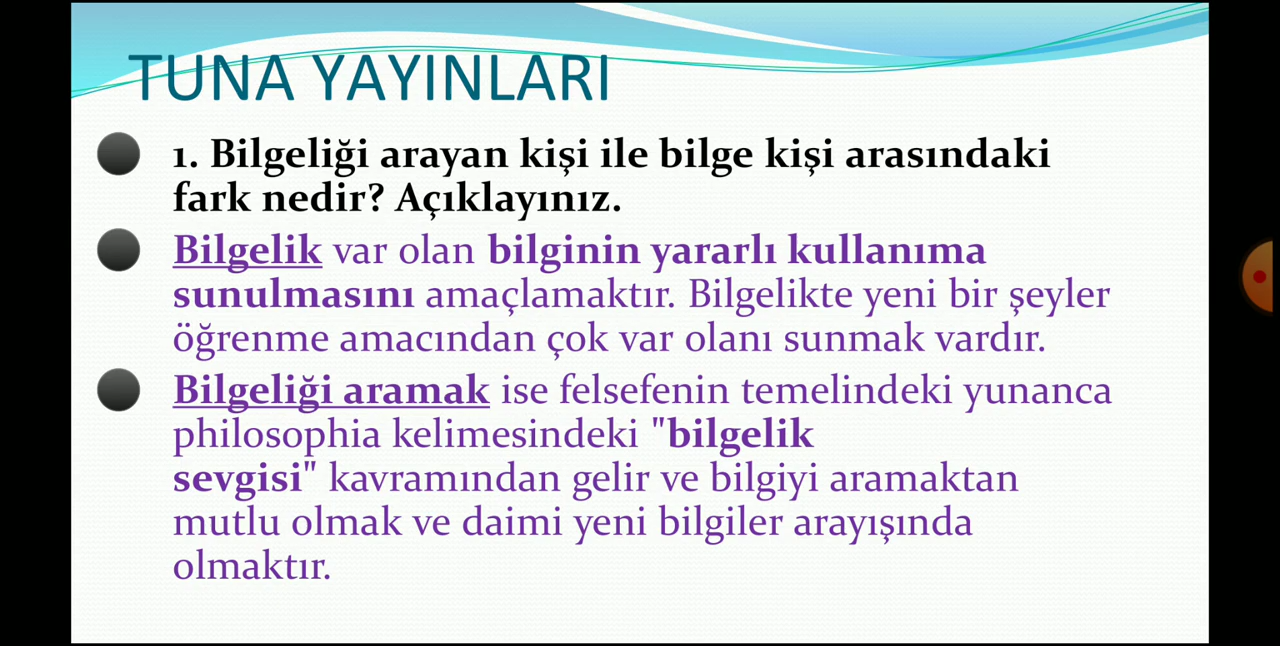 TUNA YAYINLARI
1. Bilgeliği arayan kişi ile bilge kişi arasındaki
fark nedir? Açıklayınız.
Bilgelik var olan bilginin yararlı kullanıma
sunulmasını amaçlamaktır. Bilgelikte yeni bir şeyler
öğrenme amacından çok var olanı sunmak vardır.
Bilgeliği aramak ise felsefenin temelindeki yunanca
philosophia kelimesindeki "bilgelik
sevgisi" kavramından gelir ve bilgiyi aramaktan
mutlu olmak ve daimi yeni bilgiler arayışında
olmaktır.